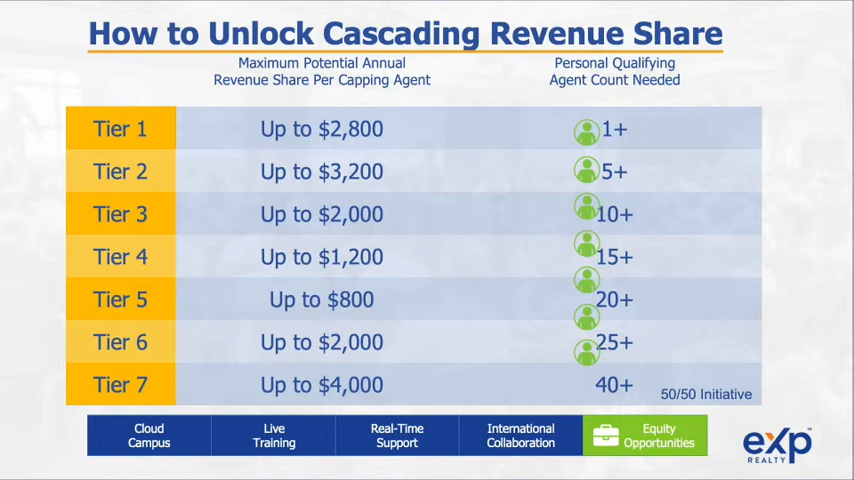 How to Unlock Cascading Revenue Share
Maximum Potential Annual
Revenue Share Per Capping Agent
Personal Qualifying
Agent Count Needed
Tier 1 Up to $2,800 1+
Tier 2 Up to $3,200 5+
Tier 3 Up to $2,000 10+
Tier 4 Up to $1,200 15+
Tier 5 Up to $800 20+
Tier 6 Up to $2,000 25+
Tier 7 Up to $4,000 40+
50/50 Initiative
Cloud
Campus
Live
Training
Real-Time
Support
International
Collaboration
Equity
Opportunities
eXp™
REALTY